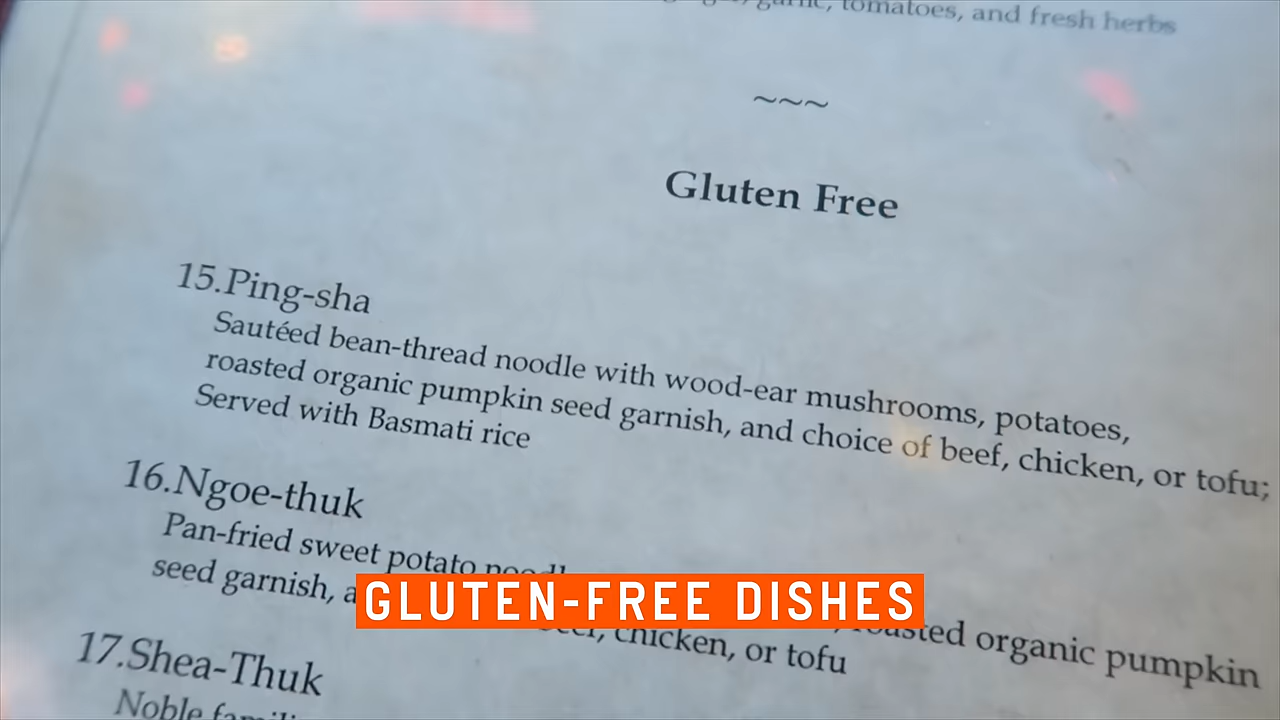 garlic, tomatoes, and fresh herbs
~~~
Gluten Free
15.Ping-sha
Sautéed bean-thread noodle with wood-ear mushrooms, potatoes,
roasted organic pumpkin seed garnish, and choice of beef, chicken, or tofu;
Served with Basmati rice
16.Ngoe-thuk
Pan-fried sweet potato roasted organic pumpkin
seed garnish, chicken, or tofu
GLUTEN-FREE DISHES
17.Shea-Thuk
Noble